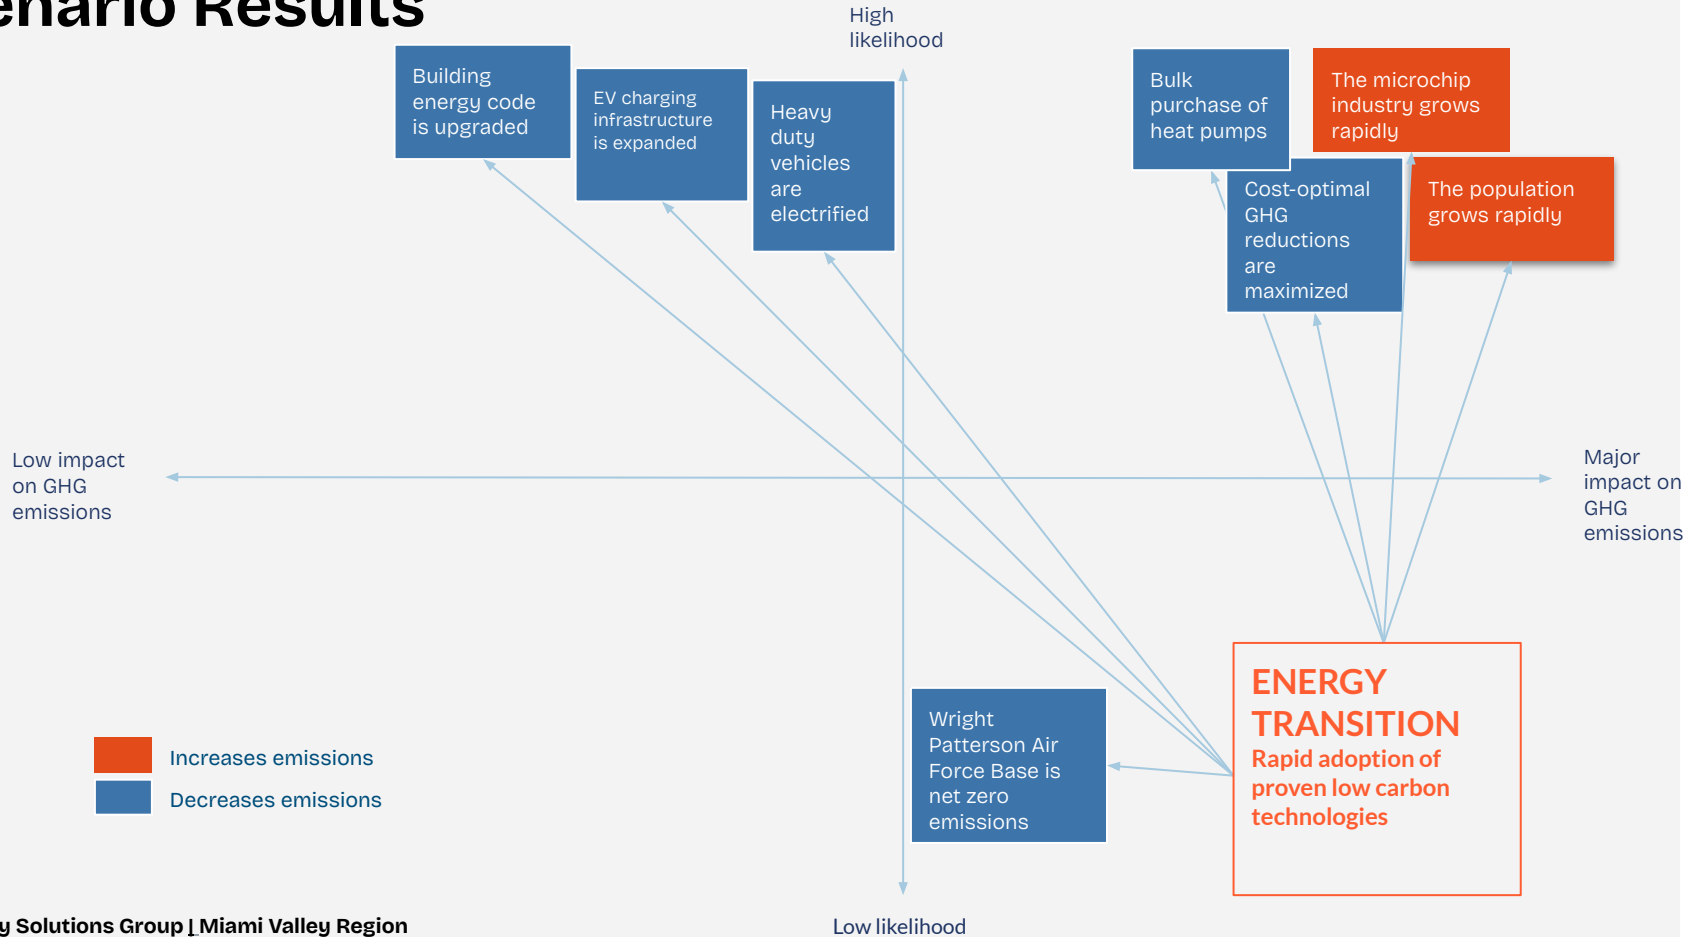 enario Results
High
likelihood
Building
energy code
is upgraded
EV charging
infrastructure
is expanded
Heavy
duty
vehicles
are
electrified
Bulk
purchase of
heat pumps
The microchip
industry grows
rapidly
Cost-optimal
GHG
reductions
are
maximized
The population
grows rapidly
Low impact
on GHG
emissions
Major
impact on
GHG
emissions
Wright
Patterson Air
Force Base is
net zero
emissions
ENERGY
TRANSITION
Rapid adoption of
proven low carbon
technologies
Increases emissions
Decreases emissions
y Solutions Group | Miami Valley Region
Low likelihood